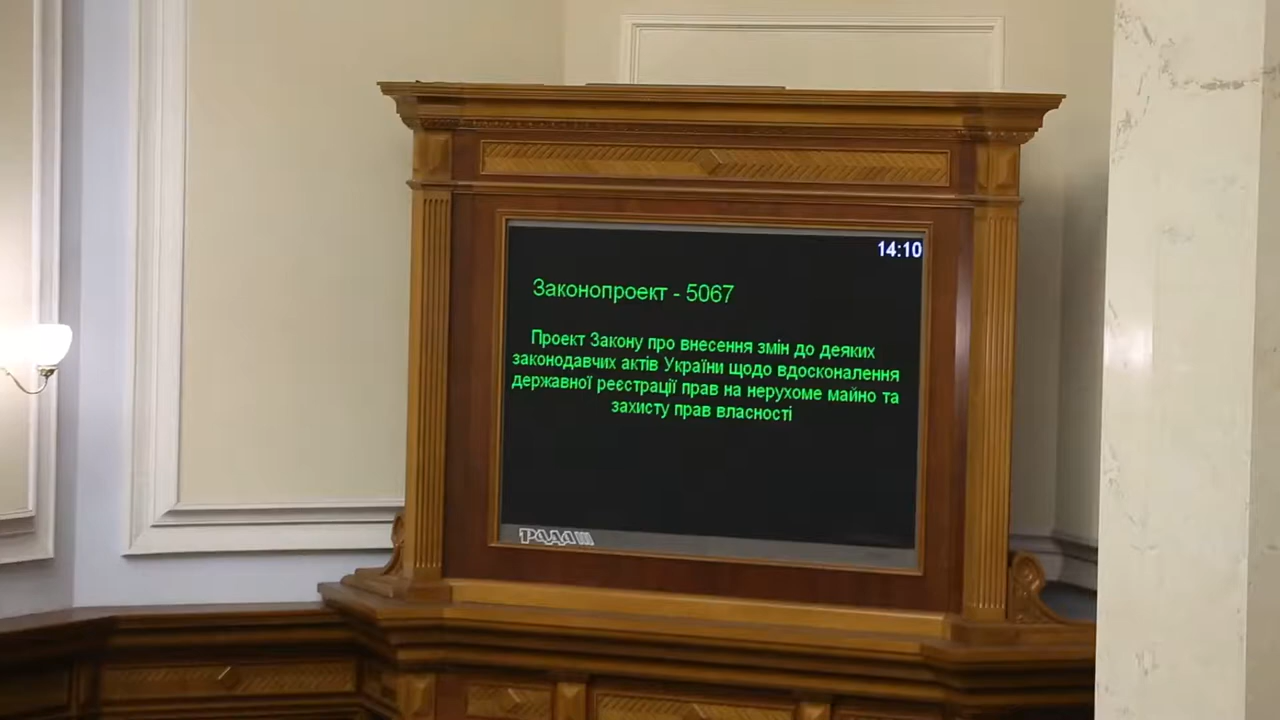 14:10
Законопроект - 5067
Проект Закону про внесення змін до деяких
законодавчих актів України щодо вдосконалення
державної реєстрації прав на нерухоме майно та
захисту прав власності
РАДА III